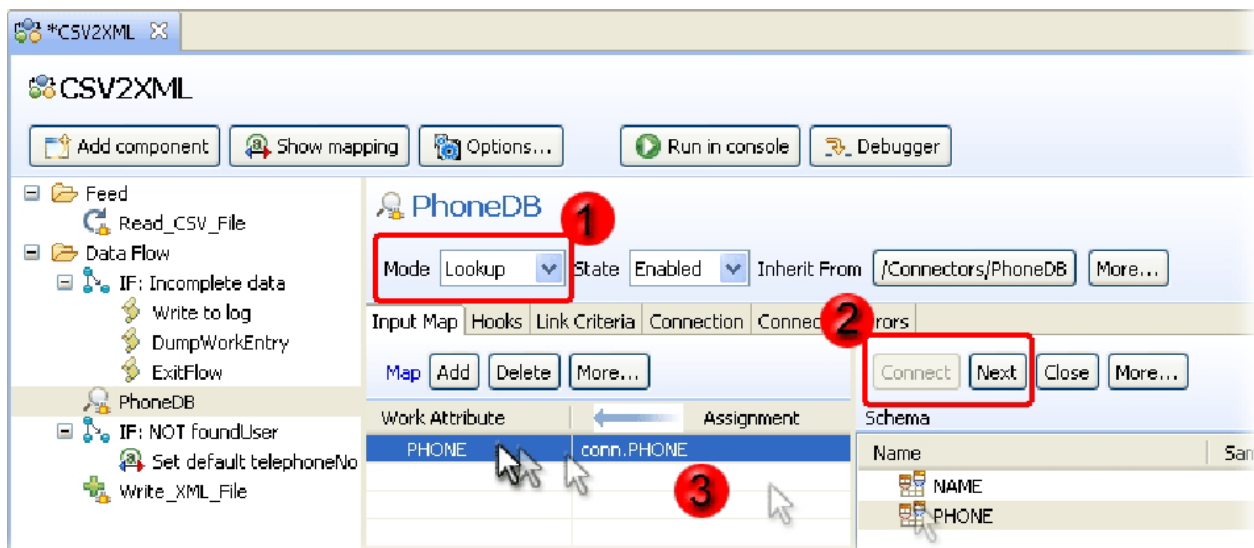 *CSV2XML
CSV2XML
Add component Show mapping Options... Run in console Debugger
Feed
Read_CSV_File
Data Flow
IF: Incomplete data
Write to log
DumpWorkEntry
ExitFlow
PhoneDB
IF: NOT foundUser
Set default telephoneNo
Write_XML_File
PhoneDB
1
Mode Lookup State Enabled Inherit From /Connectors/PhoneDB More...
Input Map Hooks Link Criteria Connection Connec rors
2
Map Add Delete More...
Work Attribute Assignment
PHONE conn.PHONE
3
Connect Next Close More...
Schema
Name Sam
NAME
PHONE